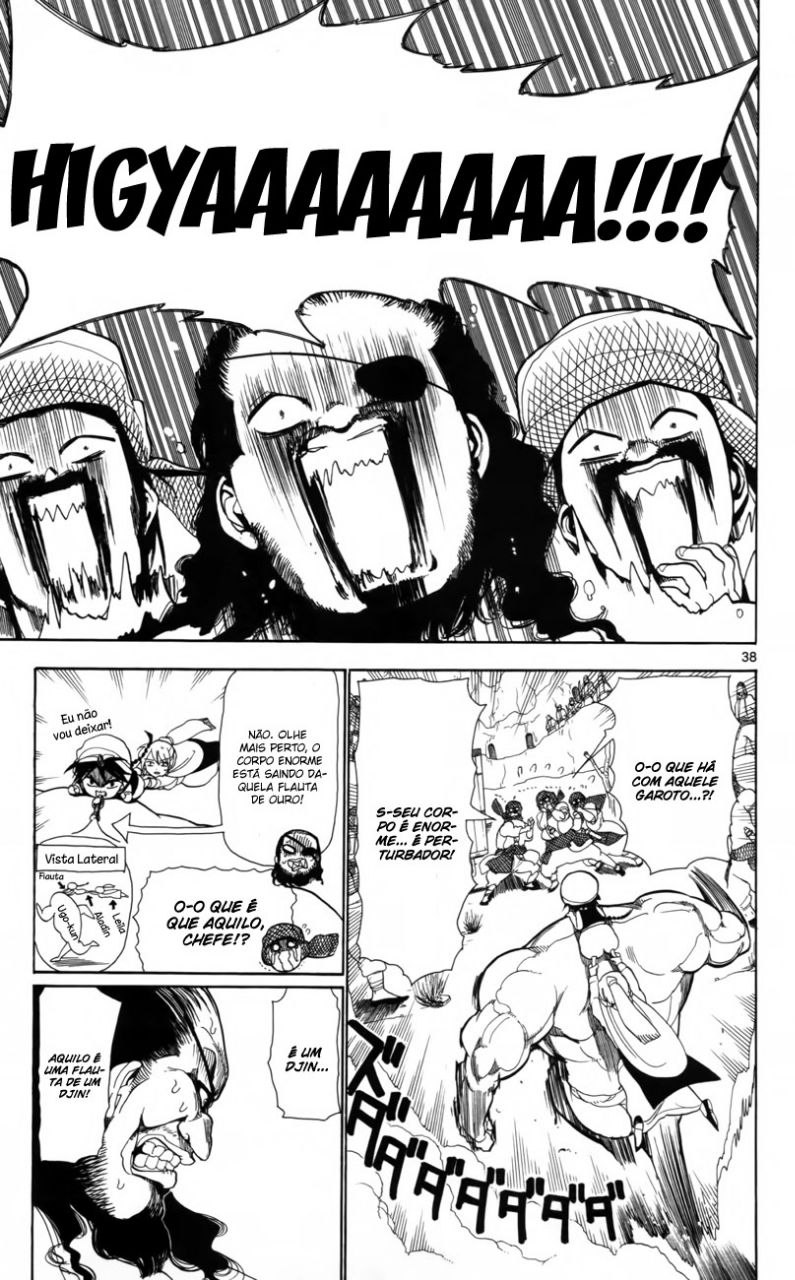 HIGYAAAAAAAA!!!!
38
O-O QUE HÁ
COM AQUELE
GAROTO...?!
S-SEU COR-
PO É ENOR-
ME... É PER-
TURBADOR!
ズダダダダダダダ
NÃO. OLHE
MAIS PERTO, O
CORPO ENORME
ESTÁ SAINDO DA-
QUELA FLAUTA
DE OURO!
Eu não
vou deixar!
O-O QUE É
QUE AQUILO,
CHEFE!?
Vista Lateral
Flauta
Ugo-kun
Aladin
Leila
É UM
DJIN...
AQUILO É
UMA FLAU-
TA DE UM
DJIN!